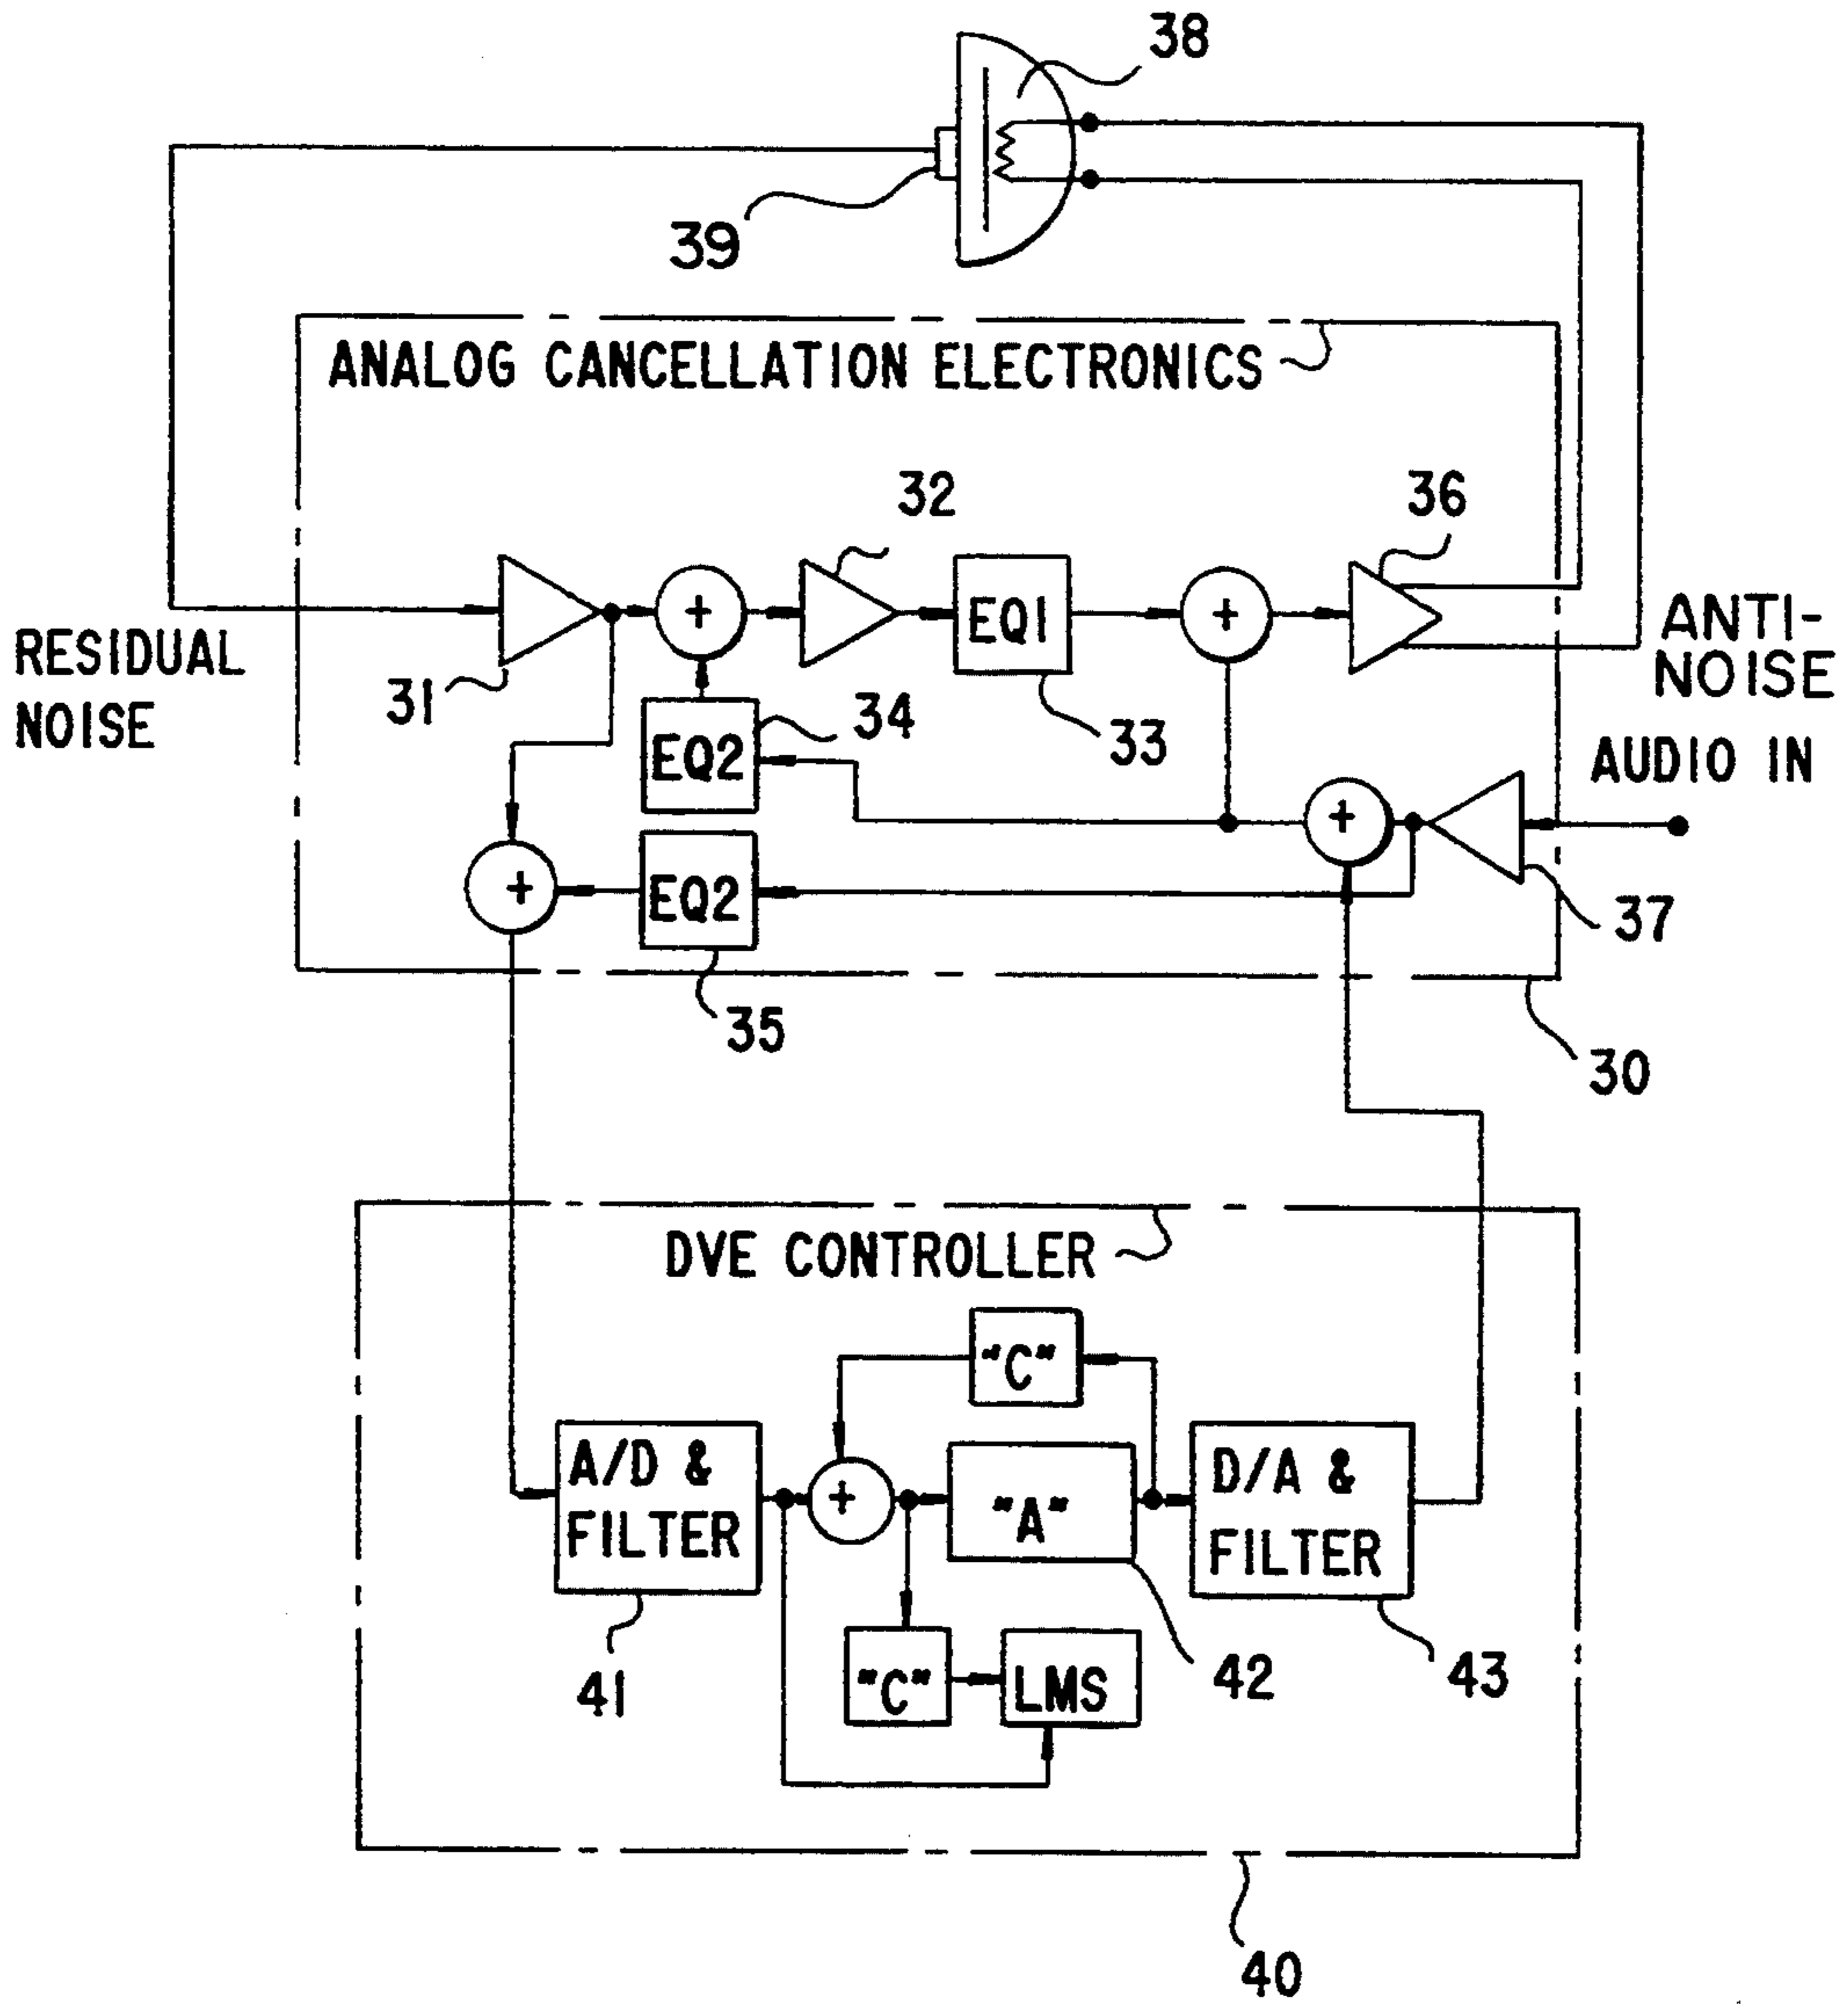 38
39
ANALOG CANCELLATION ELECTRONICS
32
36
+
EQ1
+
ANTI-
NOISE
RESIDUAL
NOISE
31
34
33
EQ2
AUDIO IN
+
+
EQ2
37
35
30
DVE CONTROLLER
"C"
A/D &
FILTER
+
"A"
D/A &
FILTER
"C"
LMS
41
42
43
40